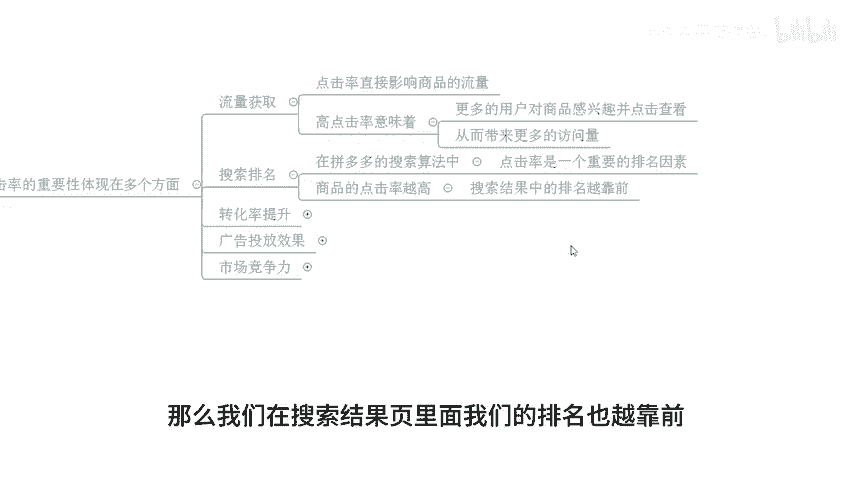 点击率直接影响商品的流量
流量获取
更多的用户对商品感兴趣并点击查看
高点击率意味着
从而带来更多的访问量
在拼多多的搜索算法中 点击率是一个重要的排名因素
搜索排名
击率的重要性体现在多个方面
商品的点击率越高 搜索结果中的排名越靠前
转化率提升
广告投放效果
市场竞争力
那么我们在搜索结果页里面我们的排名也越靠前
bilibili